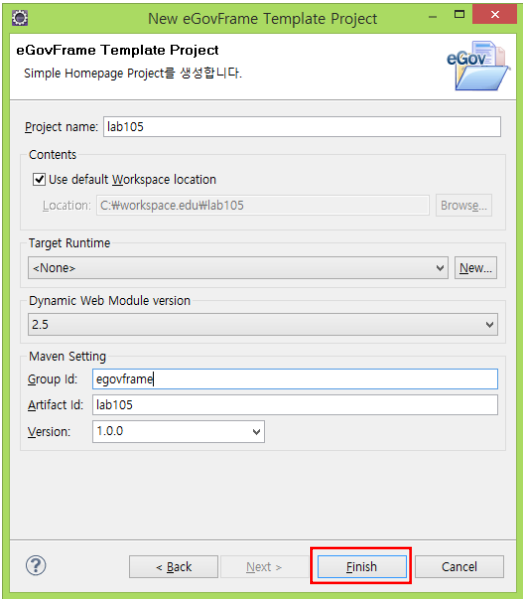 New eGovFrame Template Project
eGovFrame Template Project
Simple Homepage Project를 생성합니다.
eGov
Project name: lab105
Contents
Use default Workspace location
Location: C:₩workspace.edu₩lab105 Browse...
Target Runtime
<None> New...
Dynamic Web Module version
2.5
Maven Setting
Group Id: egovframe
Artifact Id: lab105
Version: 1.0.0
? < Back Next > Finish Cancel